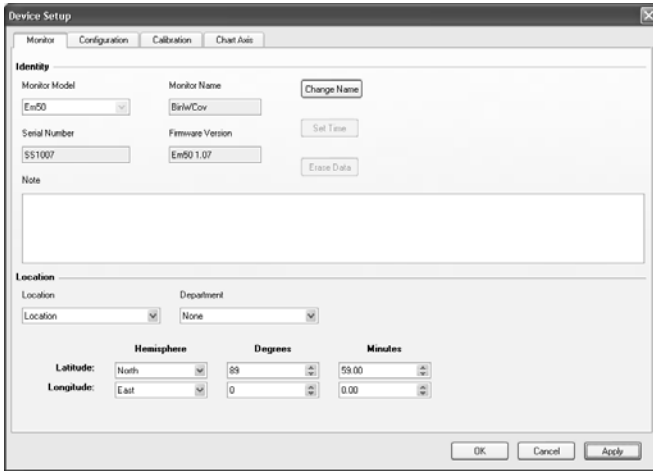 Device Setup
Monitor Configuration Calibration Chart Axis
Identity
Monitor Model Monitor Name
Change Name
Em50 BirlWCov
Set Time
Serial Number Firmware Version
SS1007 Em50 1.07
Erase Data
Note
Location
Location Department
Location None
Hemisphere Degrees Minutes
Latitude: North 89 59.00
Longitude: East 0 0.00
OK Cancel Apply